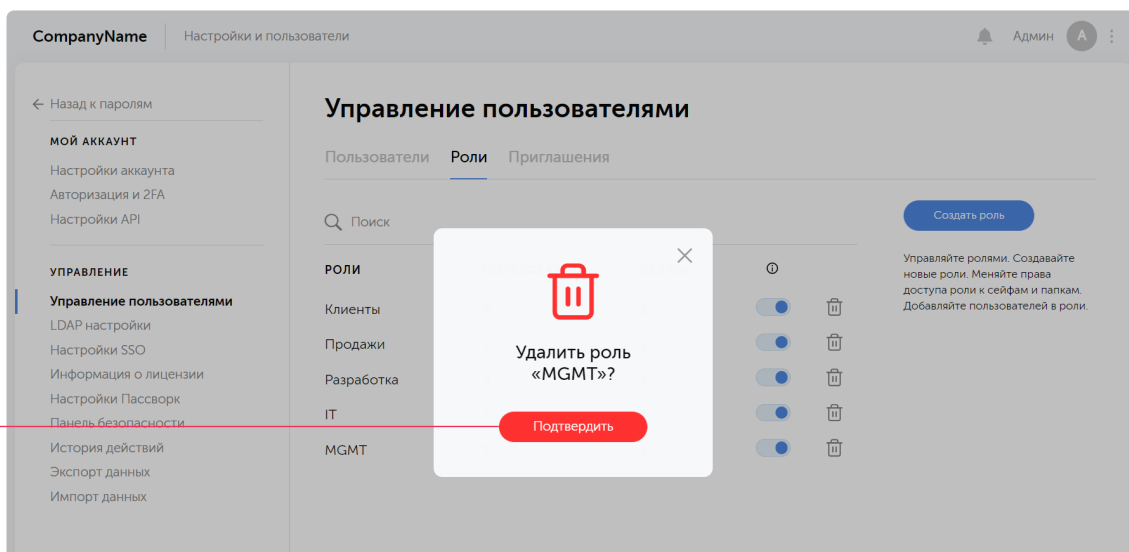 CompanyName
Настройки и пользователи
Админ
А
Назад к паролям
МОЙ АККАУНТ
Настройки аккаунта
Авторизация и 2FA
Настройки API
УПРАВЛЕНИЕ
Управление пользователями
LDAP настройки
Настройки SSO
Информация о лицензии
Настройки Пассворк
Панель безопасности
История действий
Экспорт данных
Импорт данных
Управление пользователями
Пользователи Роли Приглашения
Поиск
РОЛИ
Клиенты
Продажи
Разработка
IT
MGMT
Удалить роль
«MGMT»?
Подтвердить
Создать роль
Управляйте ролями. Создавайте
новые роли. Меняйте права
доступа роли к сейфам и папкам.
Добавляйте пользователей в роли.